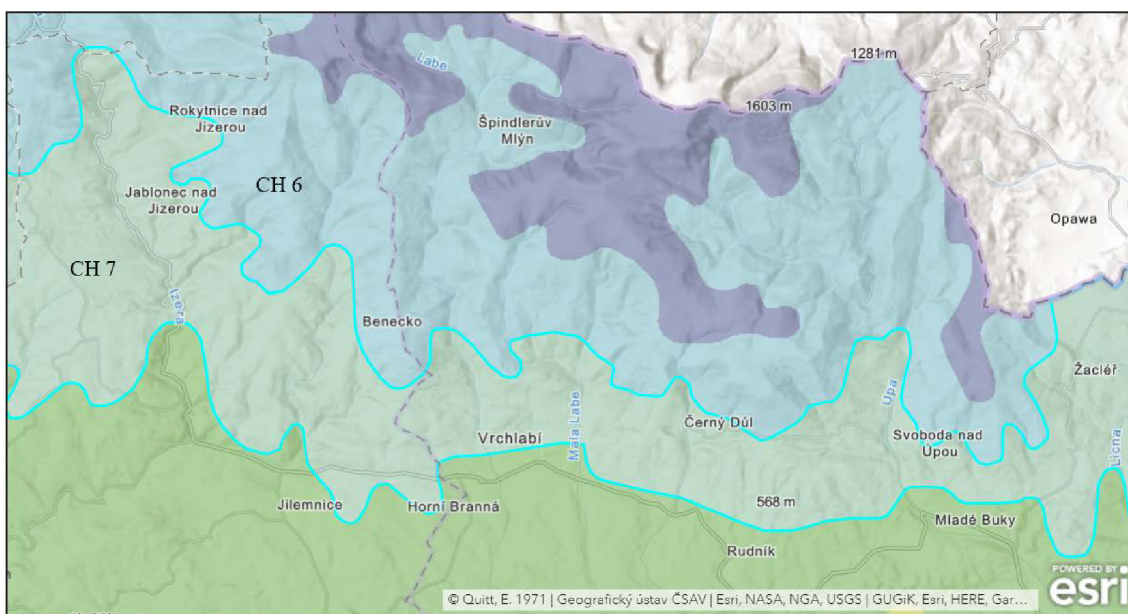 1281 m
Labe
1603 m
Rokytnice nad
Jizerou
Špindlerův
Mlýn
CH 6
Jablonec nad
Jizerou
Opawa
CH 7
Izera
Benecko
Žacléř
Upa
Černý Důl
Vrchlabí
Mala Labe
Svoboda nad
Úpou
Licna
Jilemnice
Horní Branná
568 m
Mladé Buky
Rudník
POWERED BY
esri
© Quitt, E. 1971 | Geografický ústav ČSAV | Esri, NASA, NGA, USGS | GUGiK, Esri, HERE, Gar...